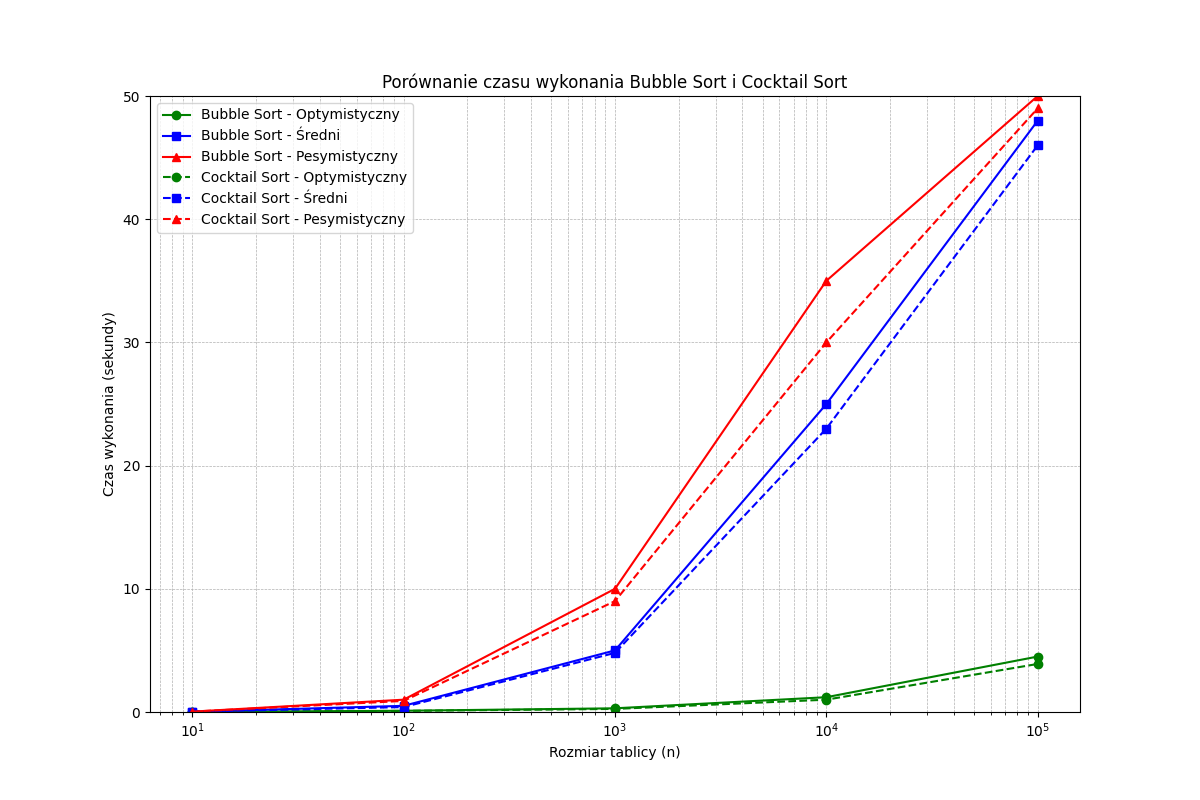 Porównanie czasu wykonania Bubble Sort i Cocktail Sort
Bubble Sort - Optymistyczny
Bubble Sort - Średni
Bubble Sort - Pesymistyczny
Cocktail Sort - Optymistyczny
Cocktail Sort - Średni
Cocktail Sort - Pesymistyczny
50
40
30
20
10
0
Czas wykonania (sekundy)
10¹ 10² 10³ 10⁴ 10⁵
Rozmiar tablicy (n)